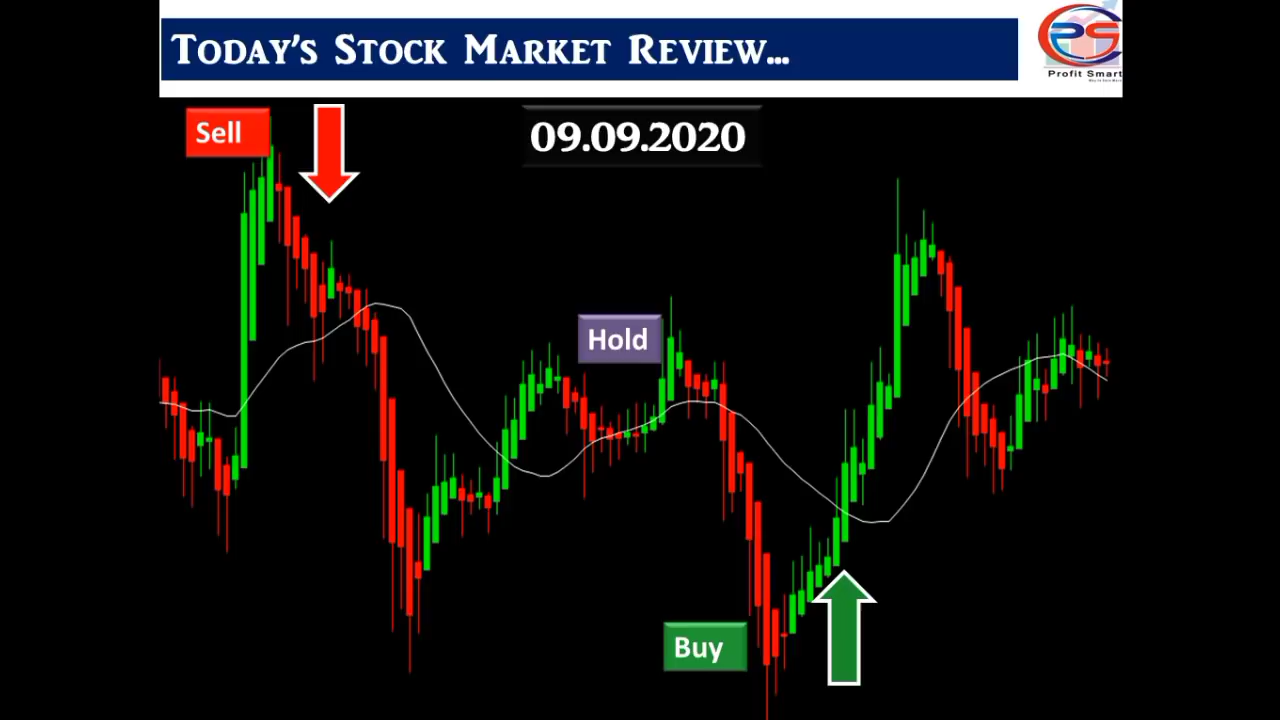 Today's Stock Market Review...
Profit Smart
Sell
09.09.2020
Hold
Buy